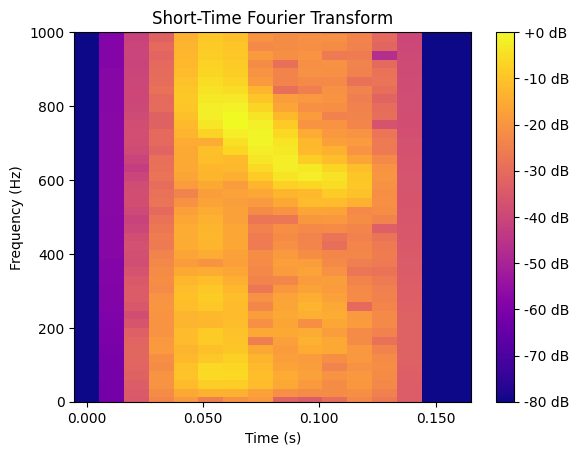 Short-Time Fourier Transform
1000
800
600
400
200
0
Frequency (Hz)
0.000
0.050
0.100
0.150
Time (s)
+0 dB
-10 dB
-20 dB
-30 dB
-40 dB
-50 dB
-60 dB
-70 dB
-80 dB